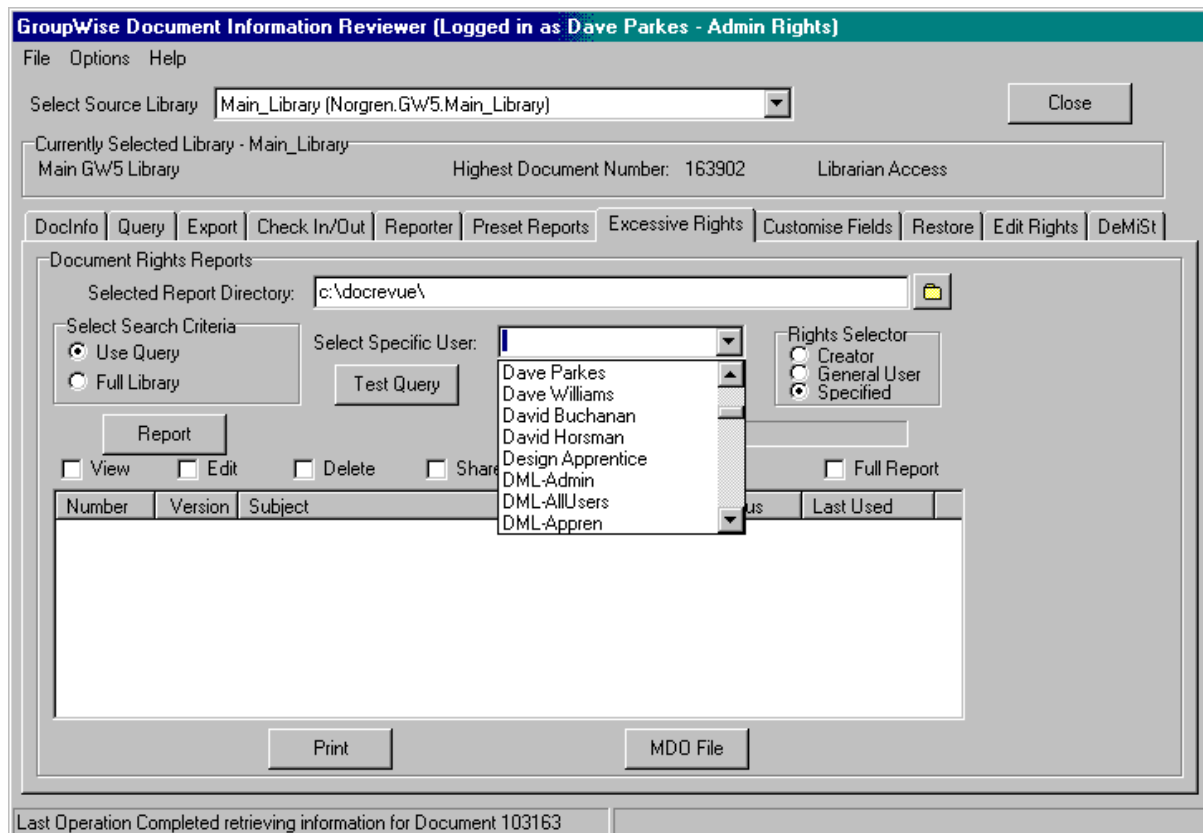 GroupWise Document Information Reviewer (Logged in as Dave Parkes - Admin Rights)
File Options Help
Select Source Library Main_Library (Norgren.GW5.Main_Library) Close
Currently Selected Library - Main_Library
Main GW5 Library Highest Document Number: 163902 Librarian Access
DocInfo Query Export Check In/Out Reporter Preset Reports Excessive Rights Customise Fields Restore Edit Rights DeMiSt
Document Rights Reports
Selected Report Directory: c:\docrevue\
Select Search Criteria
Use Query
Full Library
Select Specific User:
Test Query
Rights Selector
Creator
General User
Specified
Dave Parkes
Dave Williams
David Buchanan
David Horsman
Design Apprentice
DML-Admin
DML-AllUsers
DML-Appren
Report
View Edit Delete Share Full Report
Number Version Subject us Last Used
Print MDO File
Last Operation Completed retrieving information for Document 103163